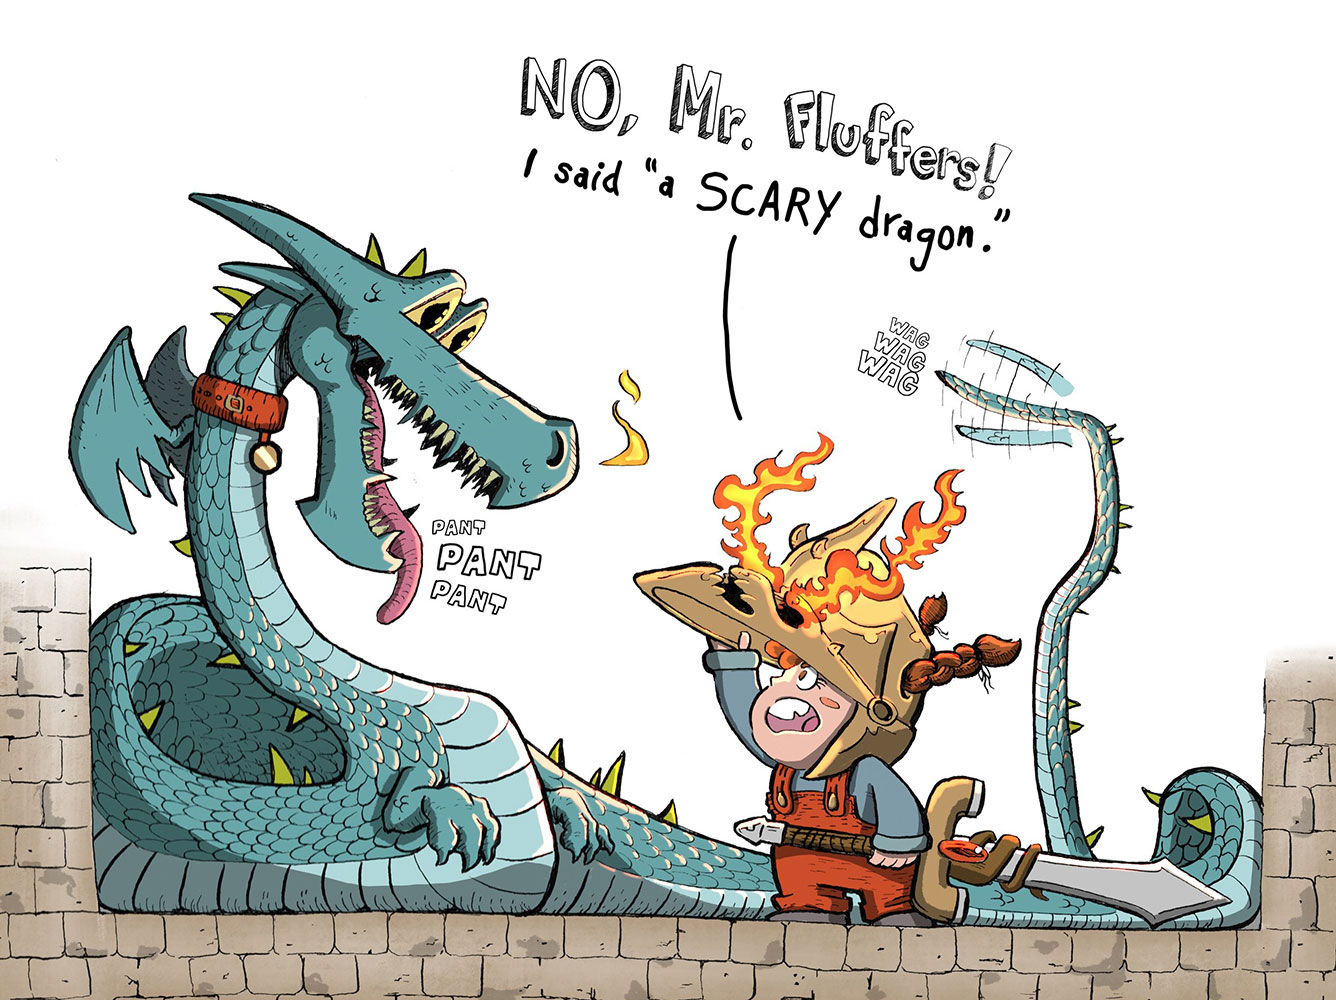 NO, Mr. Fluffers!
I said "a SCARY dragon."
WAG
WAG
WAG
PANT
PANT
PANT